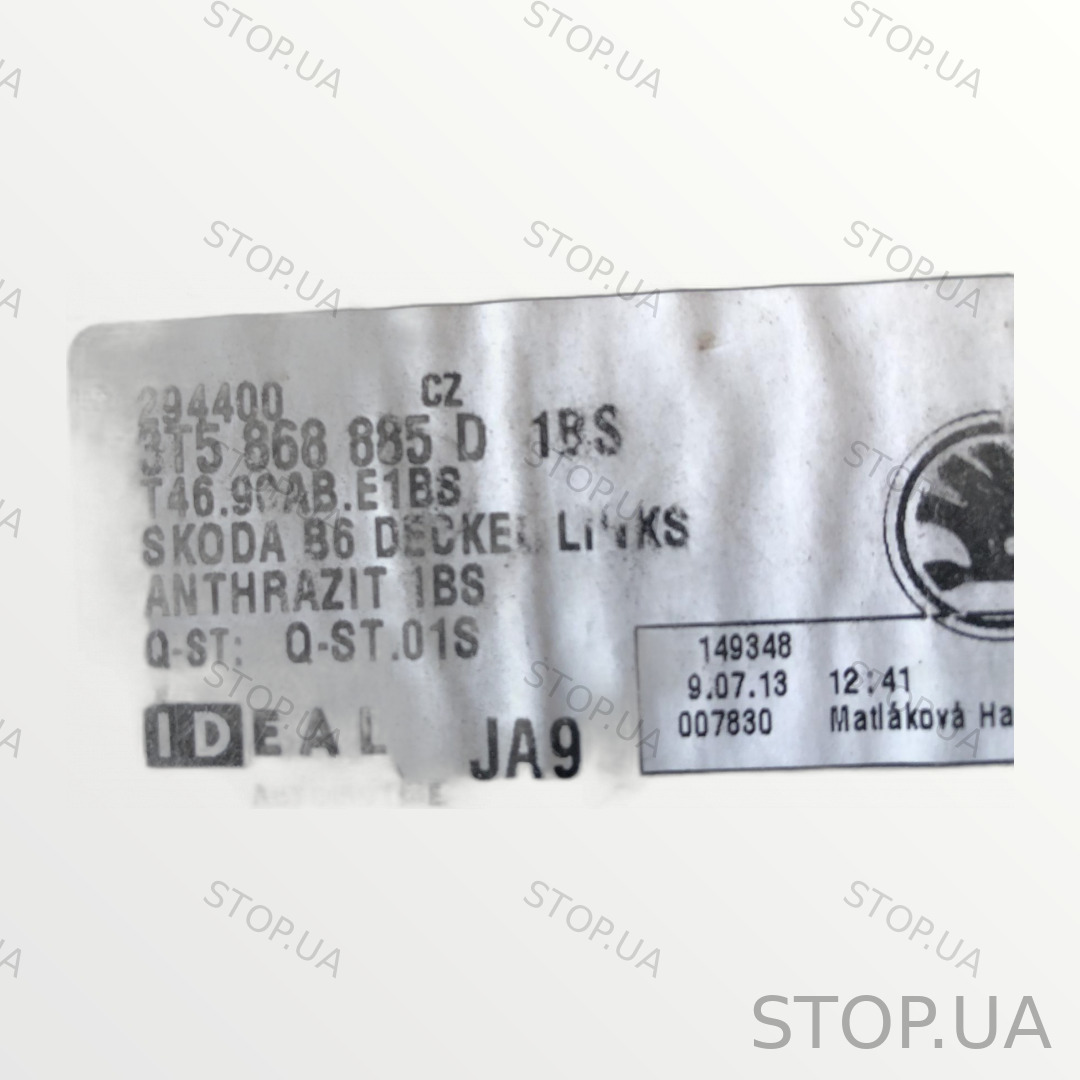 294400 CZ
3T5 868 885 D 1BS
T46.90AB.E1BS
SKODA B6 DECKEL LINKS
ANTHRAZIT 1BS
Q-ST: Q-ST.01S
149348
9.07.13 12:41
007830 Matláková Ha
IDEAL JA9
STOP.UA